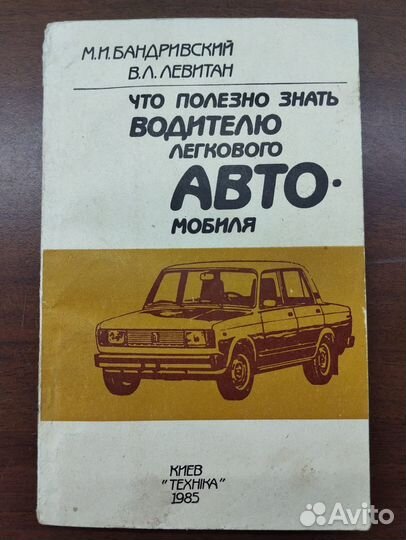 М.И.БАНДРИВСКИЙ
В.Л.ЛЕВИТАН
ЧТО ПОЛЕЗНО ЗНАТЬ
ВОДИТЕЛЮ
ЛЕГКОВОГО
АВТО·
МОБИЛЯ
КИЕВ
"ТЕХНІКА"
1985
Avito